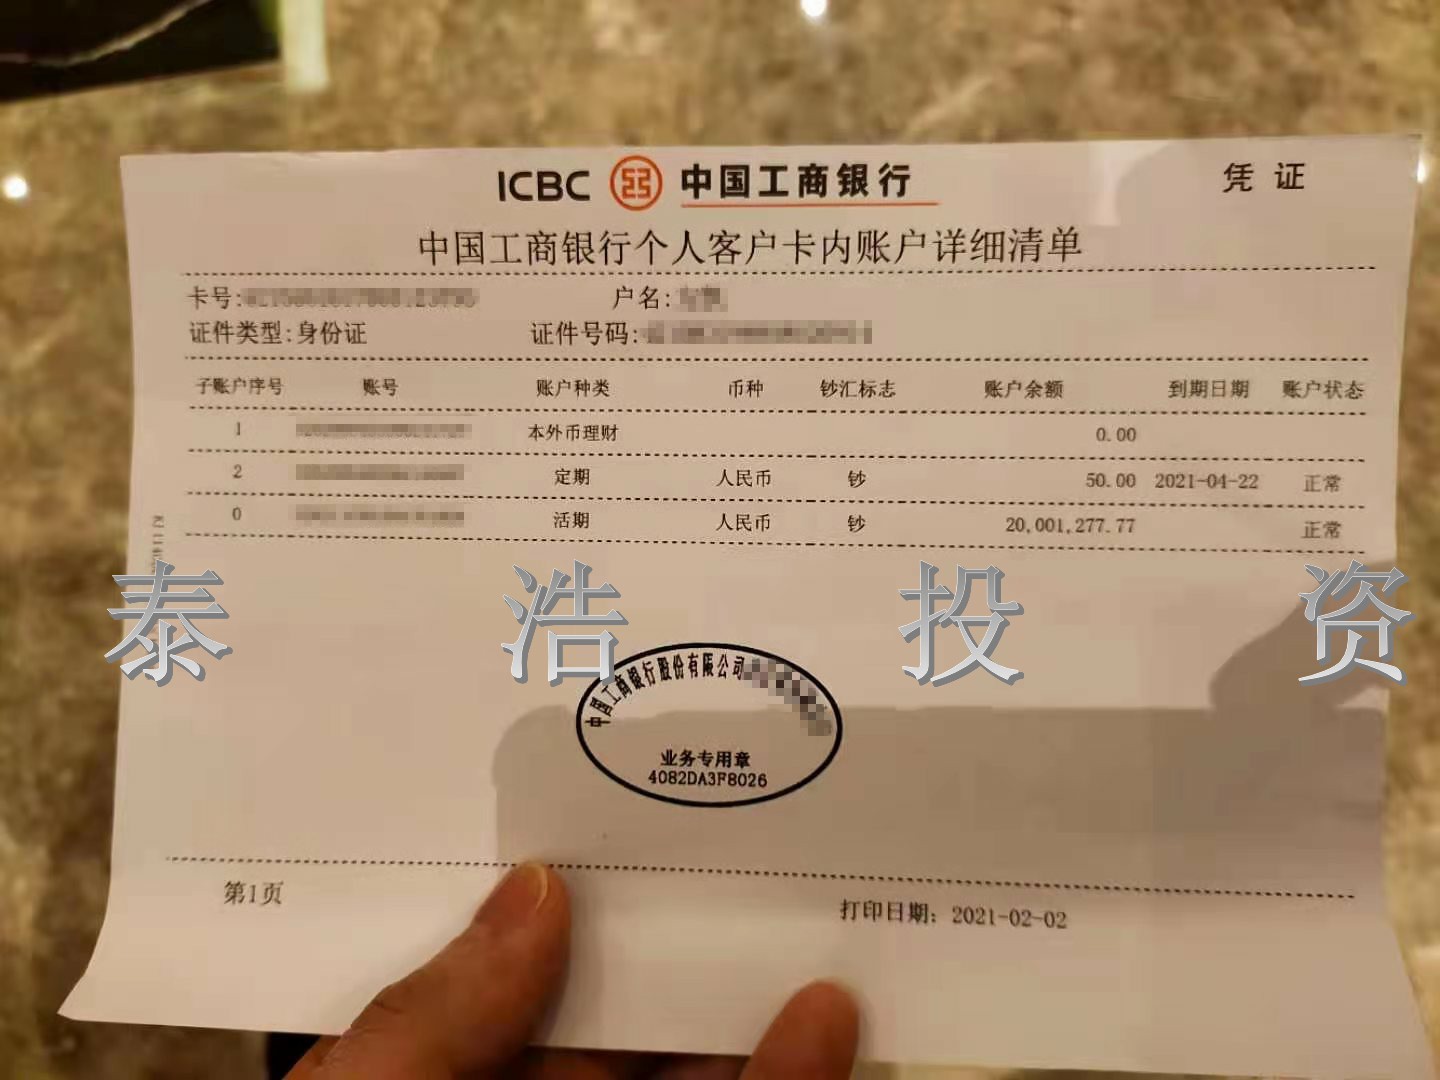 ICBC 中国工商银行 凭 证
中国工商银行个人客户卡内账户详细清单
卡号: 户名:
证件类型:身份证 证件号码:
子账户序号 账号 账户种类 币种 钞汇标志 账户余额 到期日期 账户状态
1 本外币理财 0.00
2 定期 人民币 钞 50.00 2021-04-22 正常
0 活期 人民币 钞 20,001,277.77 正常
泰 浩 投 资
中国工商银行股份有限公司
业务专用章
4082DA3F8026
第1页 打印日期: 2021-02-02